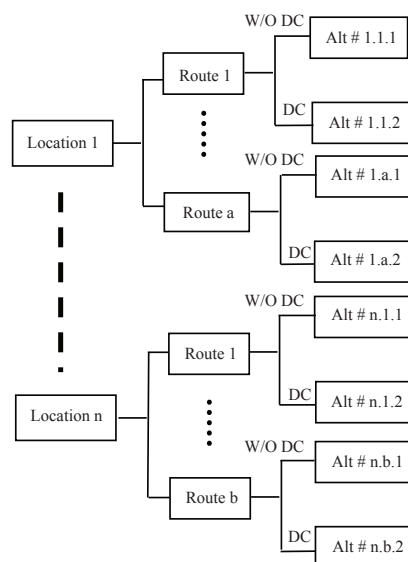 W/O DC
Alt # 1.1.1
Route 1
DC
Alt # 1.1.2
Location 1
W/O DC
Alt # 1.a.1
Route a
DC
Alt # 1.a.2
W/O DC
Alt # n.1.1
Route 1
DC
Alt # n.1.2
Location n
W/O DC
Alt # n.b.1
Route b
DC
Alt # n.b.2